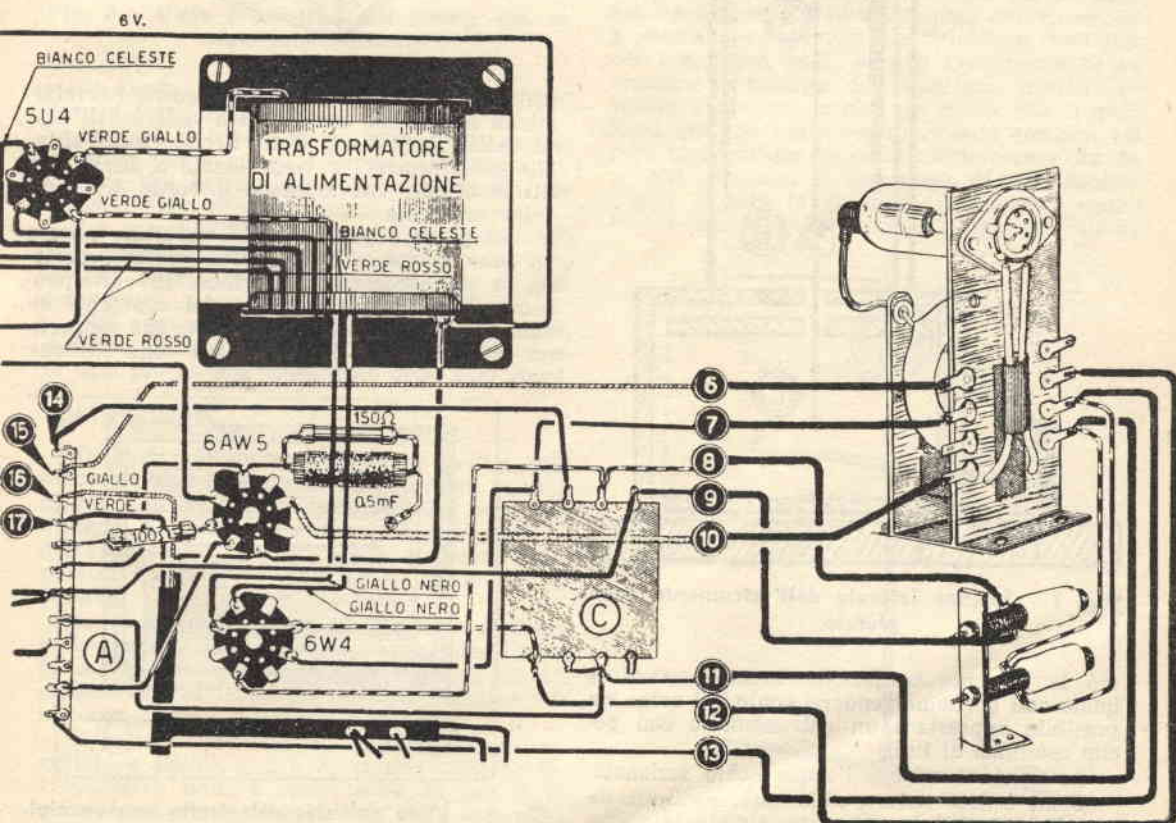 6 V.
BIANCO CELESTE
5U4
VERDE GIALLO
TRASFORMATORE
DI ALIMENTAZIONE
VERDE GIALLO
BIANCO CELESTE
VERDE ROSSO
VERDE ROSSO
6
14
150 Ω
7
15
6AW5
GIALLO
8
16
0.5mF
9
VERDE
17
100
10
GIALLO NERO
GIALLO NERO
C
6W4
A
11
12
13